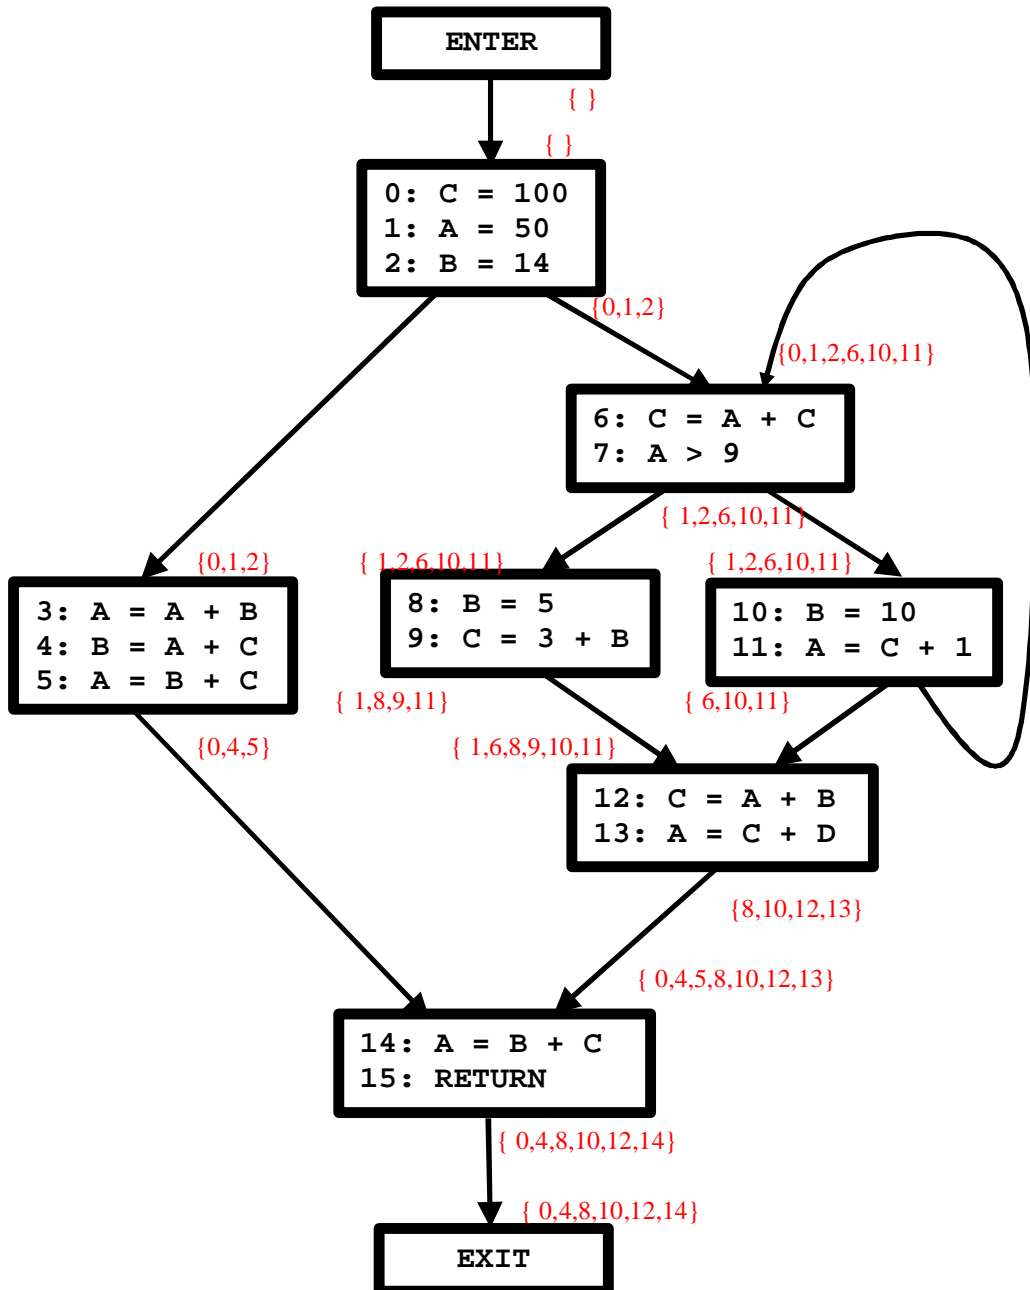 ENTER
{ }
{ }
0: C = 100
1: A = 50
2: B = 14
{0,1,2}
{0,1,2,6,10,11}
6: C = A + C
7: A > 9
{ 1,2,6,10,11}
{0,1,2}
{ 1,2,6,10,11}
{ 1,2,6,10,11}
3: A = A + B
4: B = A + C
5: A = B + C
8: B = 5
9: C = 3 + B
10: B = 10
11: A = C + 1
{ 1,8,9,11}
{ 6,10,11}
{0,4,5}
{ 1,6,8,9,10,11}
12: C = A + B
13: A = C + D
{8,10,12,13}
{ 0,4,5,8,10,12,13}
14: A = B + C
15: RETURN
{ 0,4,8,10,12,14}
{ 0,4,8,10,12,14}
EXIT